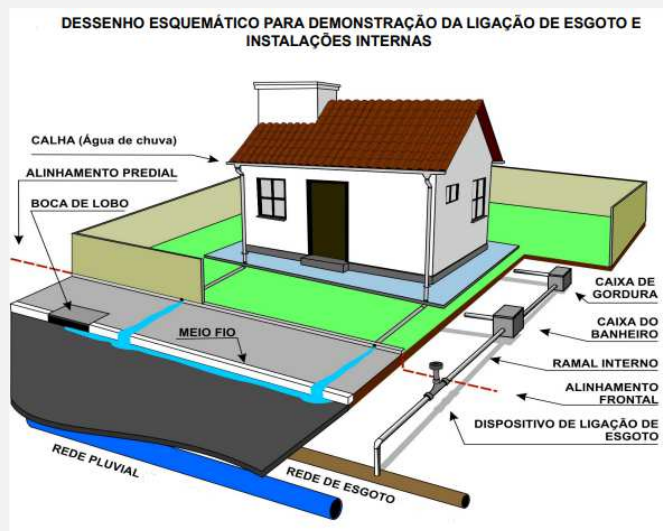 DESSENHO ESQUEMÁTICO PARA DEMONSTRAÇÃO DA LIGAÇÃO DE ESGOTO E
INSTALAÇÕES INTERNAS
CALHA (Água de chuva)
ALINHAMENTO PREDIAL
BOCA DE LOBO
MEIO FIO
CAIXA DE
GORDURA
CAIXA DO
BANHEIRO
RAMAL INTERNO
ALINHAMENTO
FRONTAL
DISPOSITIVO DE LIGAÇÃO DE
ESGOTO
REDE PLUVIAL
REDE DE ESGOTO